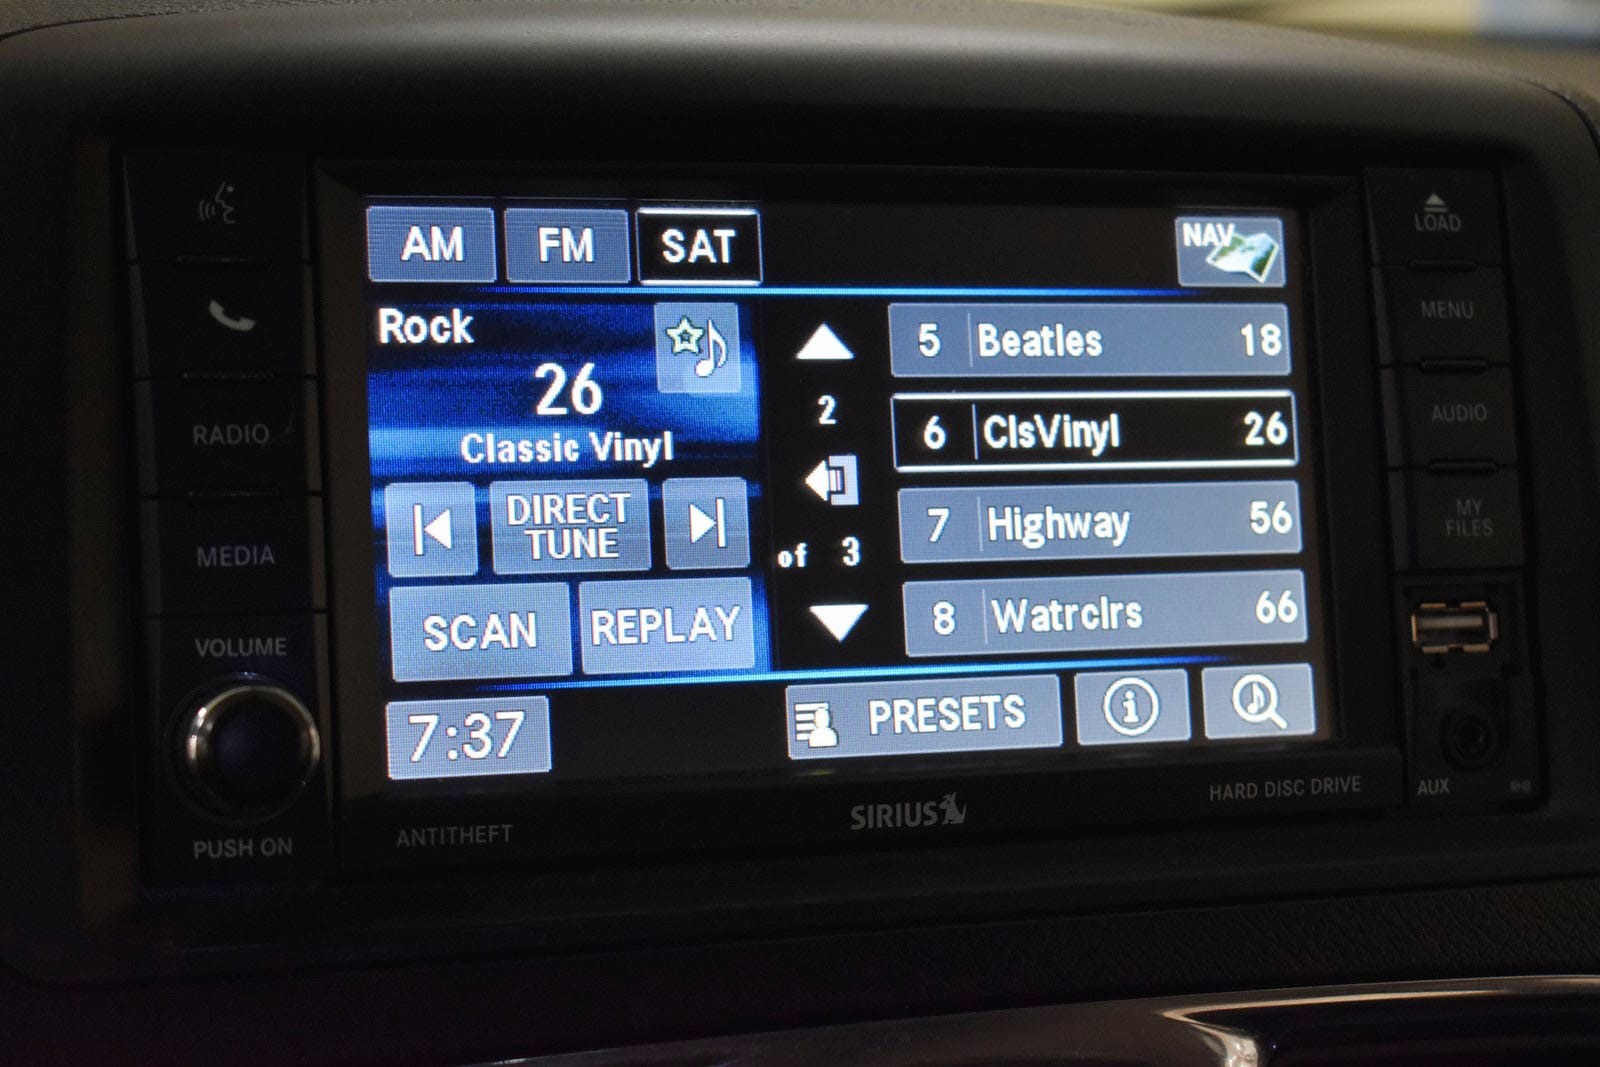 AM FM SAT
NAV
Rock
26
Classic Vinyl
DIRECT
TUNE
SCAN REPLAY
2
of 3
5 Beatles 18
6 ClsVinyl 26
7 Highway 56
8 Watrclrs 66
7:37
PRESETS
RADIO
MEDIA
VOLUME
PUSH ON
ANTITHEFT
SIRIUS
HARD DISC DRIVE
LOAD
MENU
AUDIO
MY
FILES
AUX
RHB